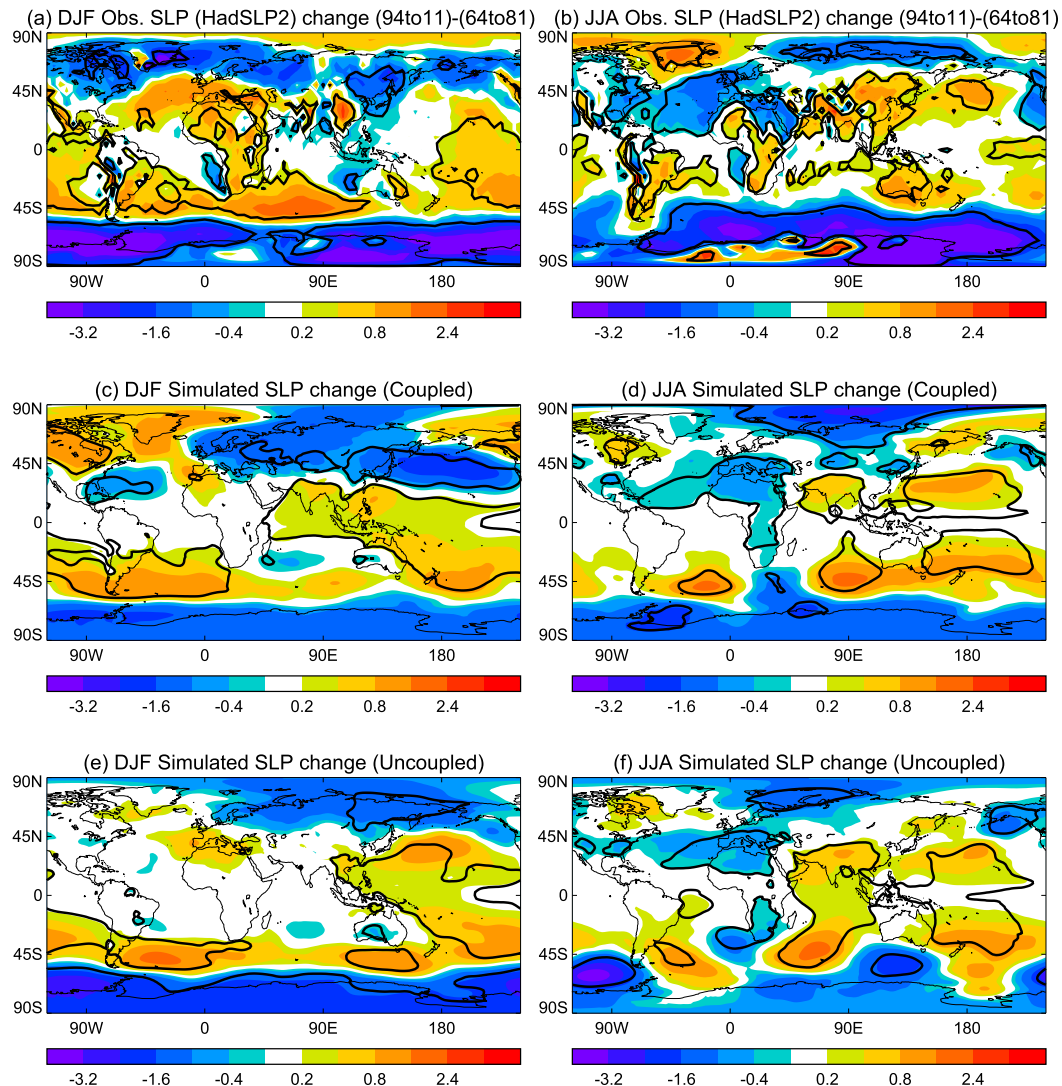 (a) DJF Obs. SLP (HadSLP2) change (94to11)-(64to81)
90N
45N
0
45S
90S
90W 0 90E 180
-3.2 -1.6 -0.4 0.2 0.8 2.4
(b) JJA Obs. SLP (HadSLP2) change (94to11)-(64to81)
90N
45N
0
45S
90S
90W 0 90E 180
-3.2 -1.6 -0.4 0.2 0.8 2.4
(c) DJF Simulated SLP change (Coupled)
90N
45N
0
45S
90S
90W 0 90E 180
-3.2 -1.6 -0.4 0.2 0.8 2.4
(d) JJA Simulated SLP change (Coupled)
90N
45N
0
45S
90S
90W 0 90E 180
-3.2 -1.6 -0.4 0.2 0.8 2.4
(e) DJF Simulated SLP change (Uncoupled)
90N
45N
0
45S
90S
90W 0 90E 180
-3.2 -1.6 -0.4 0.2 0.8 2.4
(f) JJA Simulated SLP change (Uncoupled)
90N
45N
0
45S
90S
90W 0 90E 180
-3.2 -1.6 -0.4 0.2 0.8 2.4